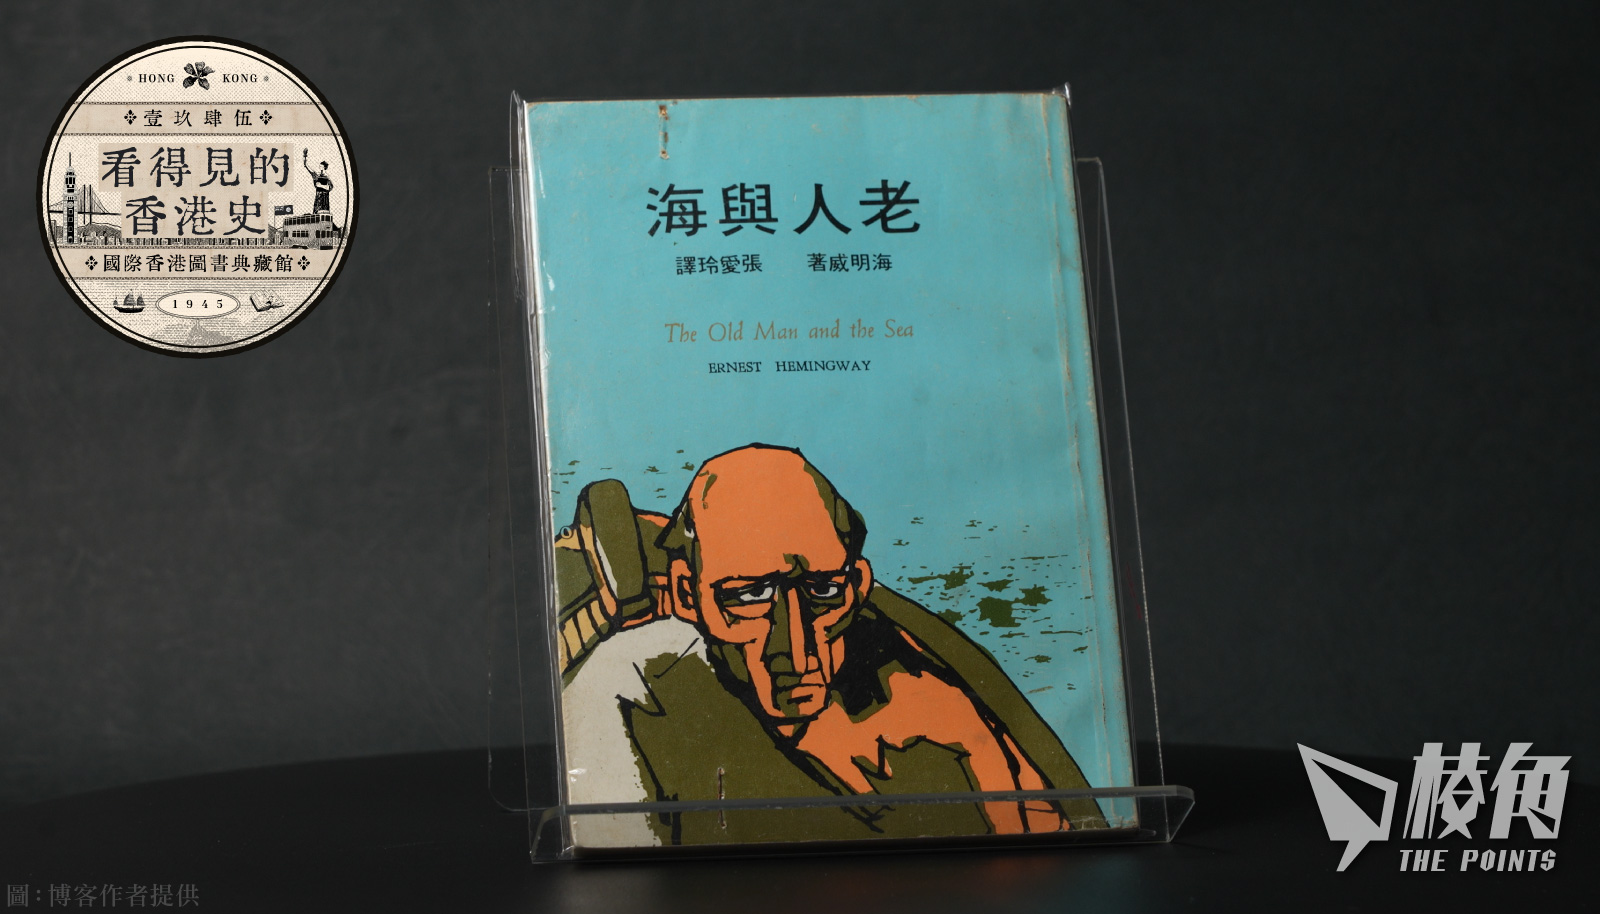 HONG KONG
壹玖肆伍
看得見的
香港史
國際香港圖書典藏館
1945
老人與海
海明威著 張愛玲譯
The Old Man and the Sea
ERNEST HEMINGWAY
棱角
THE POINTS
圖:博客作者提供